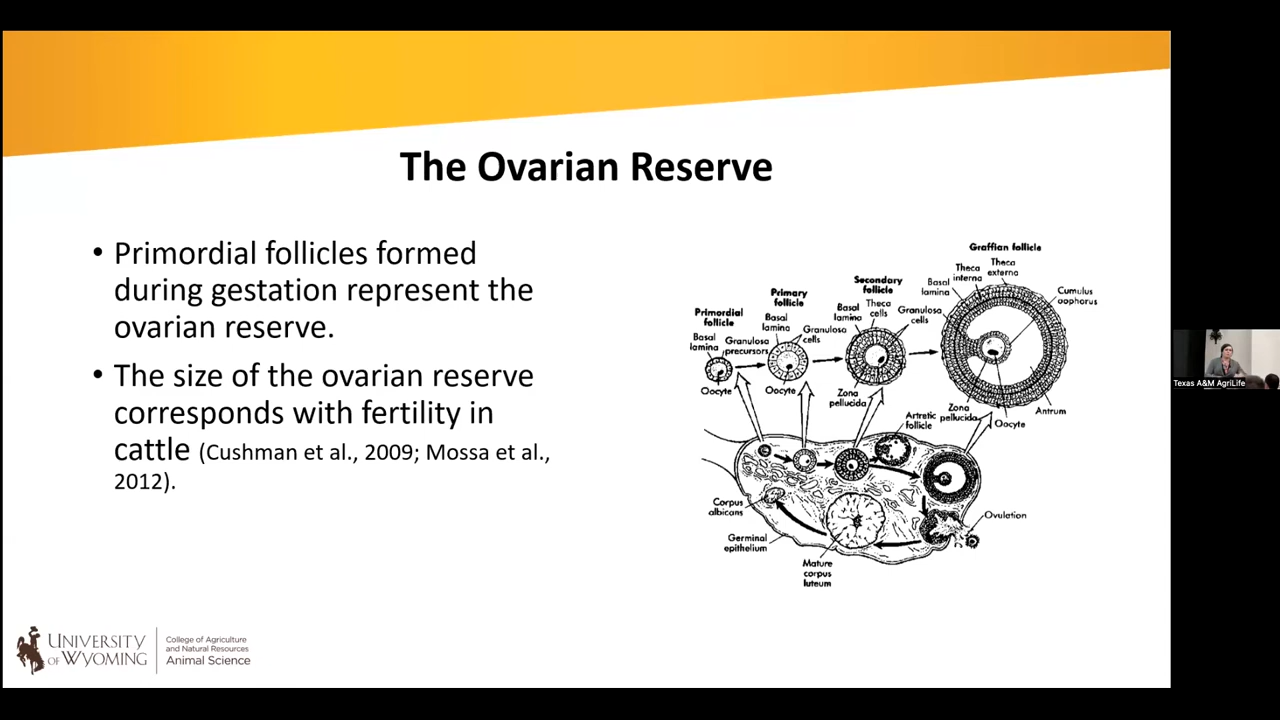 The Ovarian Reserve
• Primordial follicles formed
during gestation represent the
ovarian reserve.
• The size of the ovarian reserve
corresponds with fertility in
cattle (Cushman et al., 2009; Mossa et al.,
2012).
Graffian follicle
Theca
interna
Theca
externa
Basal
lamina
Cumulus
oophorus
Secondary
follicle
Basal
lamina
Theca
cells
Granulosa
cells
Primary
follicle
Basal
lamina
Granulosa
cells
Primordial
follicle
Basal
lamina
Granulosa
precursors
Oocyte
Oocyte
Zona
pellucida
Artretic
follicle
Zona
pellucida
Oocyte
Antrum
Corpus
albicans
Germinal
epithelium
Mature
corpus
luteum
Ovulation
UNIVERSITY
OF WYOMING
College of Agriculture
and Natural Resources
Animal Science
Texas A&M AgriLife